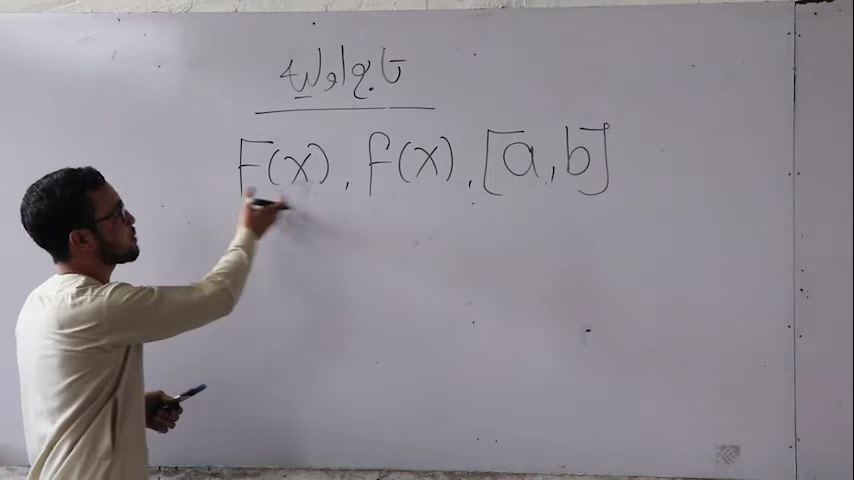 تابع اولیه
F(x), f(x), [a, b]